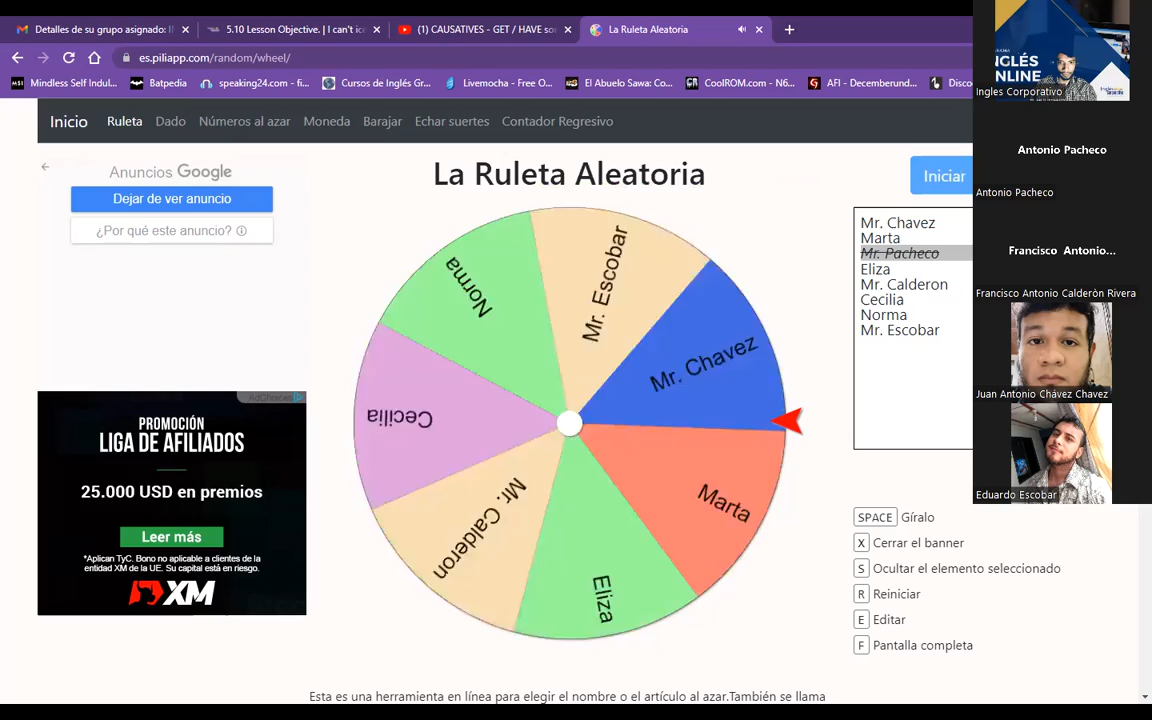 Detalles de su grupo asignado: I
5.10 Lesson Objective. | I can't ic
(1) CAUSATIVES - GET / HAVE so
La Ruleta Aleatoria
es.piliapp.com/random/wheel/
Mindless Self Indul...
Batpedia
speaking24.com - fi...
Cursos de Inglés Gr...
Livemocha - Free O...
El Abuelo Sawa: Co...
CoolROM.com - N6...
AFI - Decemberund...
Disco
Inicio
Ruleta
Dado
Números al azar
Moneda
Barajar
Echar suertes
Contador Regresivo
Anuncios Google
Dejar de ver anuncio
¿Por qué este anuncio?
AdChoices
PROMOCIÓN
LIGA DE AFILIADOS
25.000 USD en premios
Leer más
*Aplican TyC. Bono no aplicable a clientes de la
entidad XM de la UE. Su capital está en riesgo.
XM
La Ruleta Aleatoria
Mr. Escobar
Mr. Chavez
Marta
Eliza
Mr. Calderon
Cecilia
Norma
Iniciar
Mr. Chavez
Marta
Mr. Pacheco
Eliza
Mr. Calderon
Cecilia
Norma
Mr. Escobar
SPACE Gíralo
X Cerrar el banner
S Ocultar el elemento seleccionado
R Reiniciar
E Editar
F Pantalla completa
Esta es una herramienta en línea para elegir el nombre o el artículo al azar.También se llama
INGLÉS
ONLINE
Ingles Corporativo
Antonio Pacheco
Antonio Pacheco
Francisco Antonio...
Francisco Antonio Calderòn Rivera
Juan Antonio Chávez Chavez
Eduardo Escobar